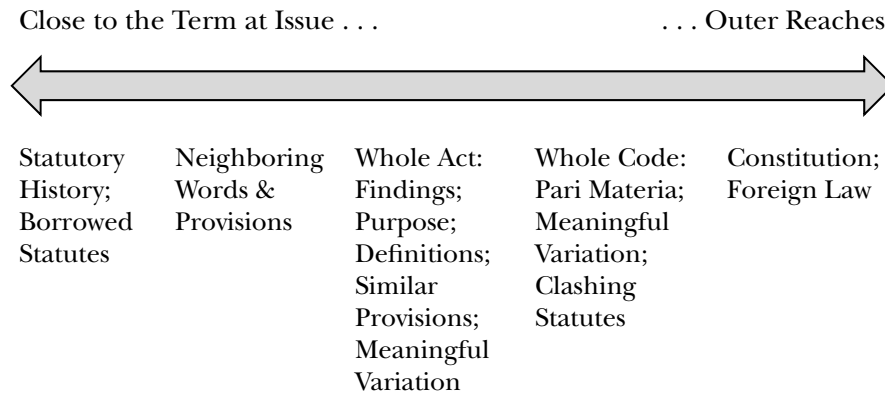 Close to the Term at Issue . . .
. . . Outer Reaches
Statutory
History;
Borrowed
Statutes
Neighboring
Words &
Provisions
Whole Act:
Findings;
Purpose;
Definitions;
Similar
Provisions;
Meaningful
Variation
Whole Code:
Pari Materia;
Meaningful
Variation;
Clashing
Statutes
Constitution;
Foreign Law